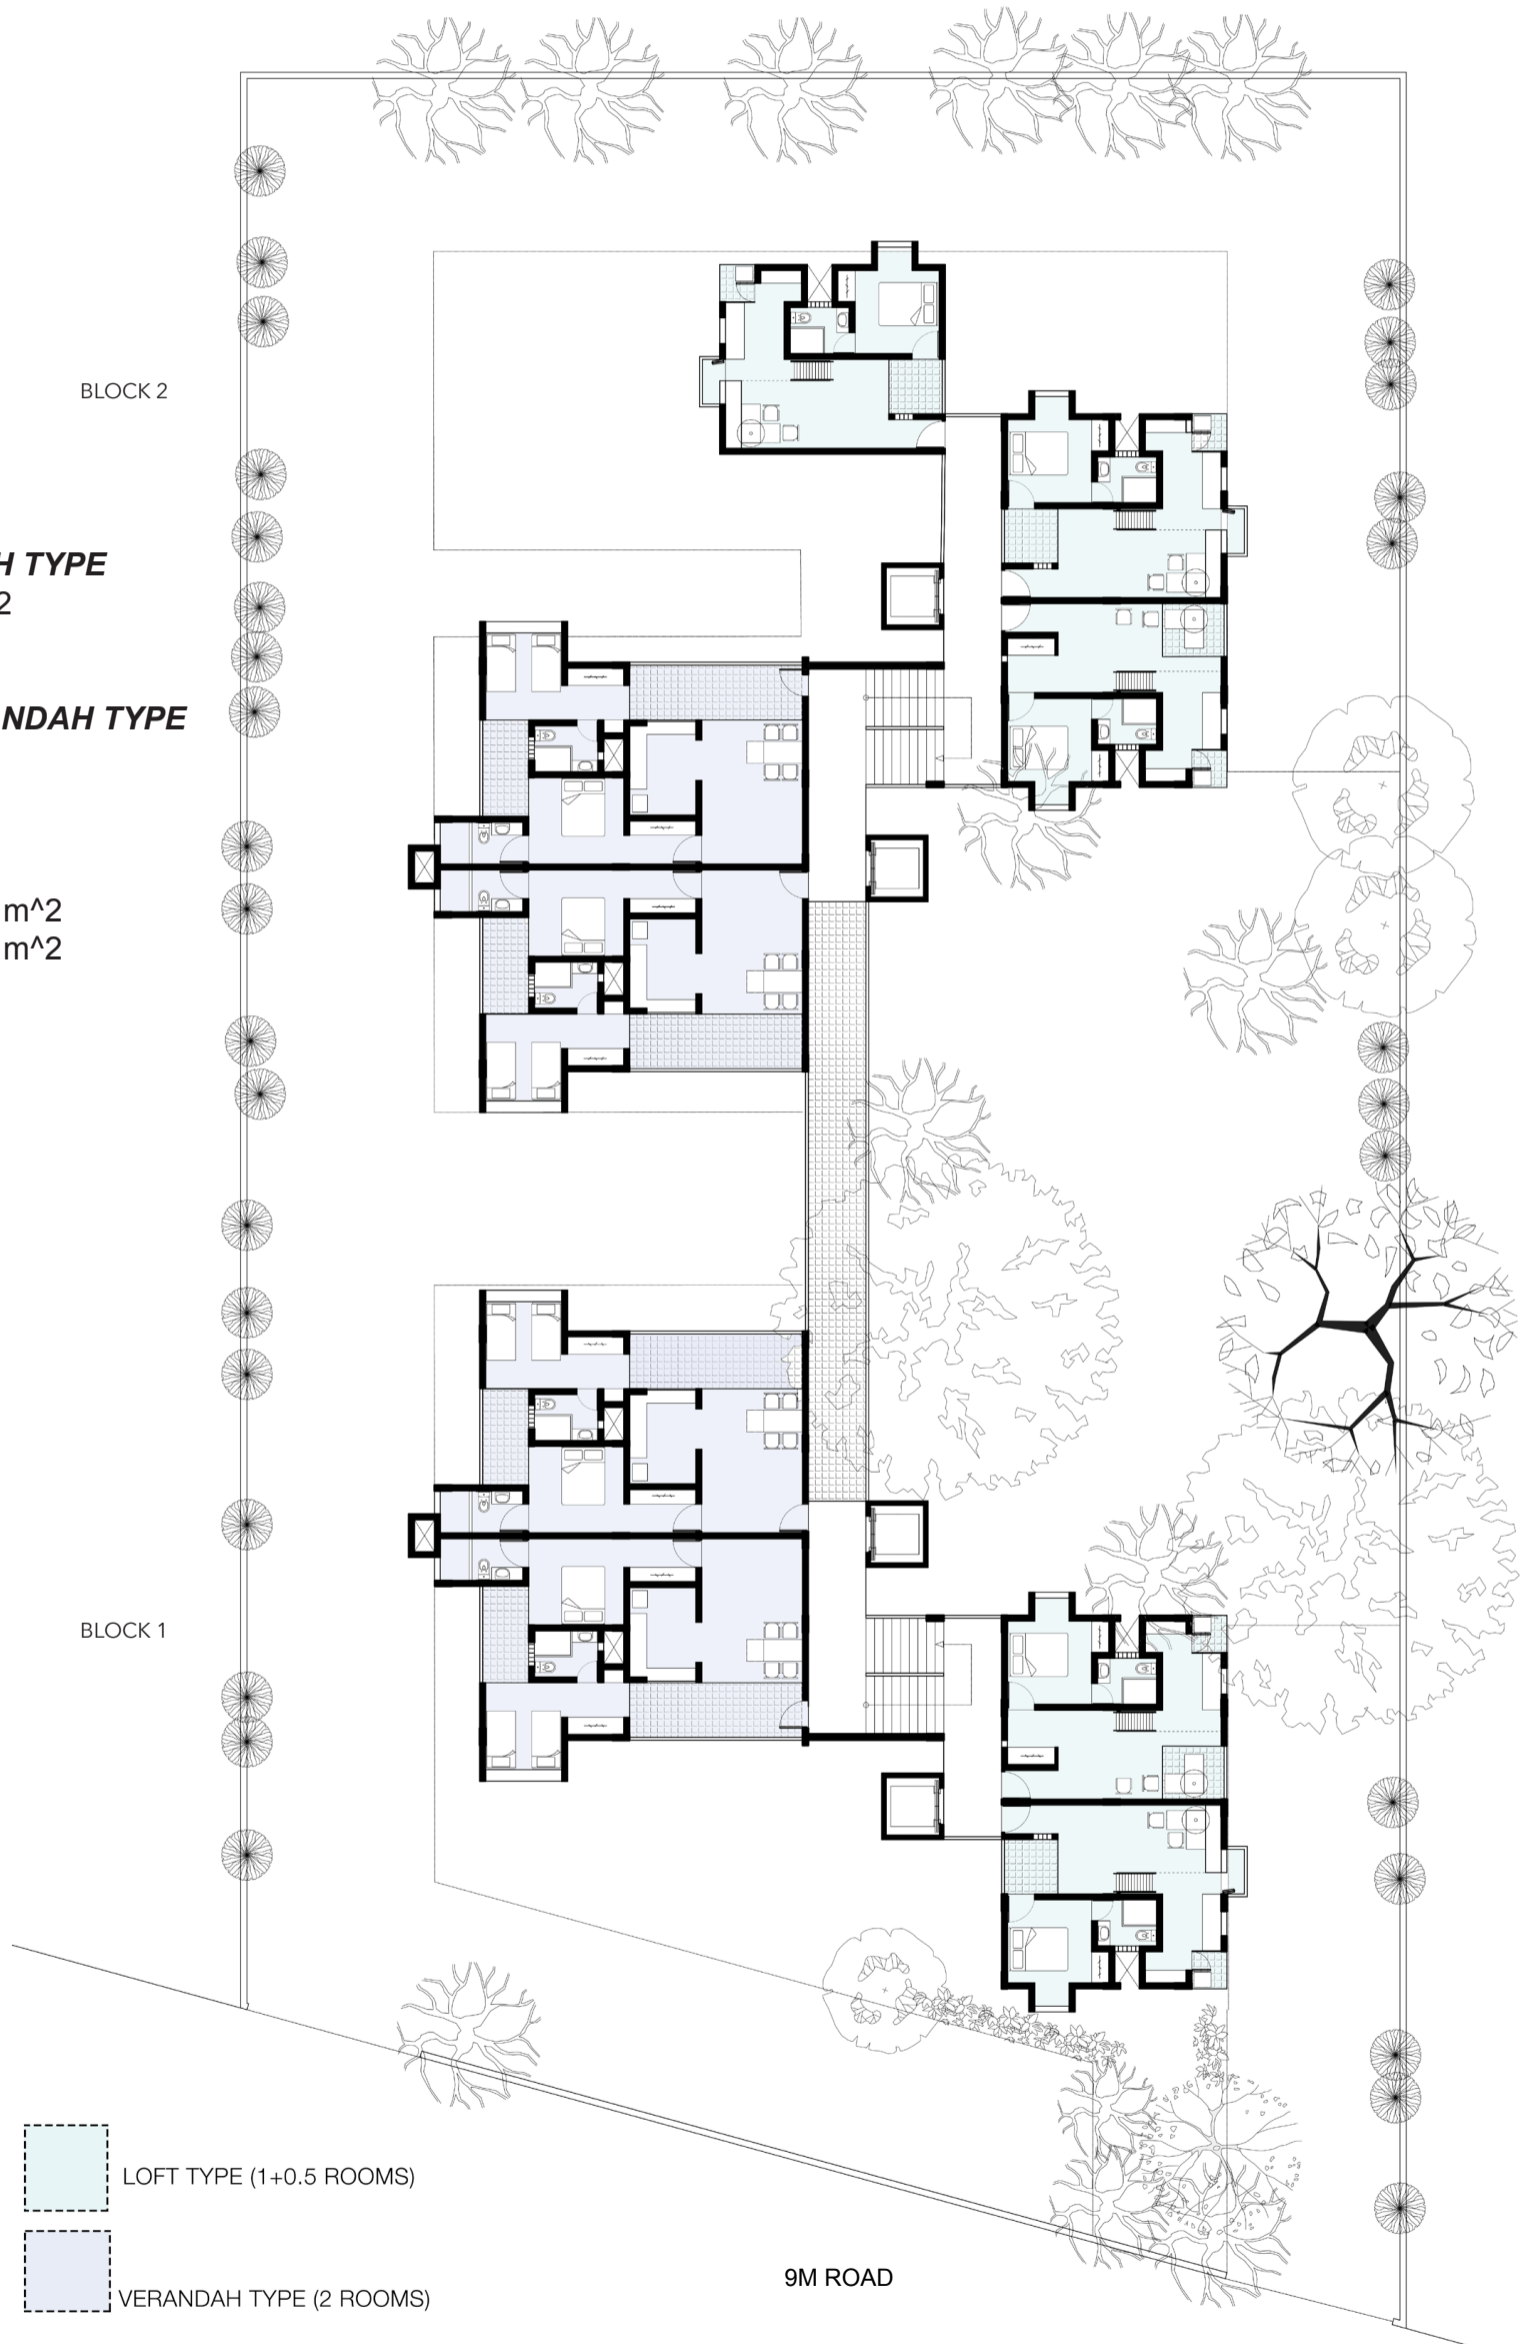 BLOCK 2
H TYPE
2
NDAH TYPE
m^2
m^2
BLOCK 1
LOFT TYPE (1+0.5 ROOMS)
VERANDAH TYPE (2 ROOMS)
9M ROAD